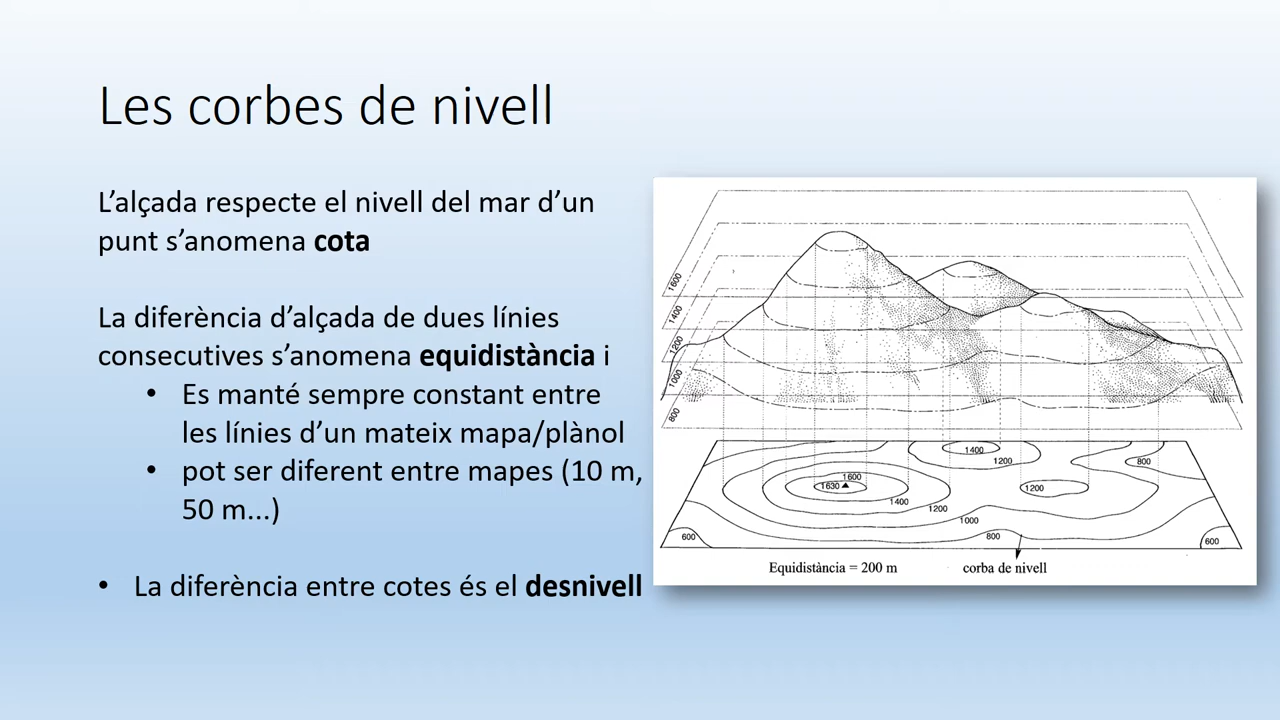 Les corbes de nivell
L'alçada respecte el nivell del mar d'un
punt s'anomena cota
La diferència d'alçada de dues línies
consecutives s'anomena equidistància i
• Es manté sempre constant entre
les línies d'un mateix mapa/plànol
• pot ser diferent entre mapes (10 m,
50 m...)
• La diferència entre cotes és el desnivell
1600
1400
1200
1000
800
1400
1200
800
1600
1630
1200
1400
1200
1000
800
600
600
Equidistància = 200 m
corba de nivell